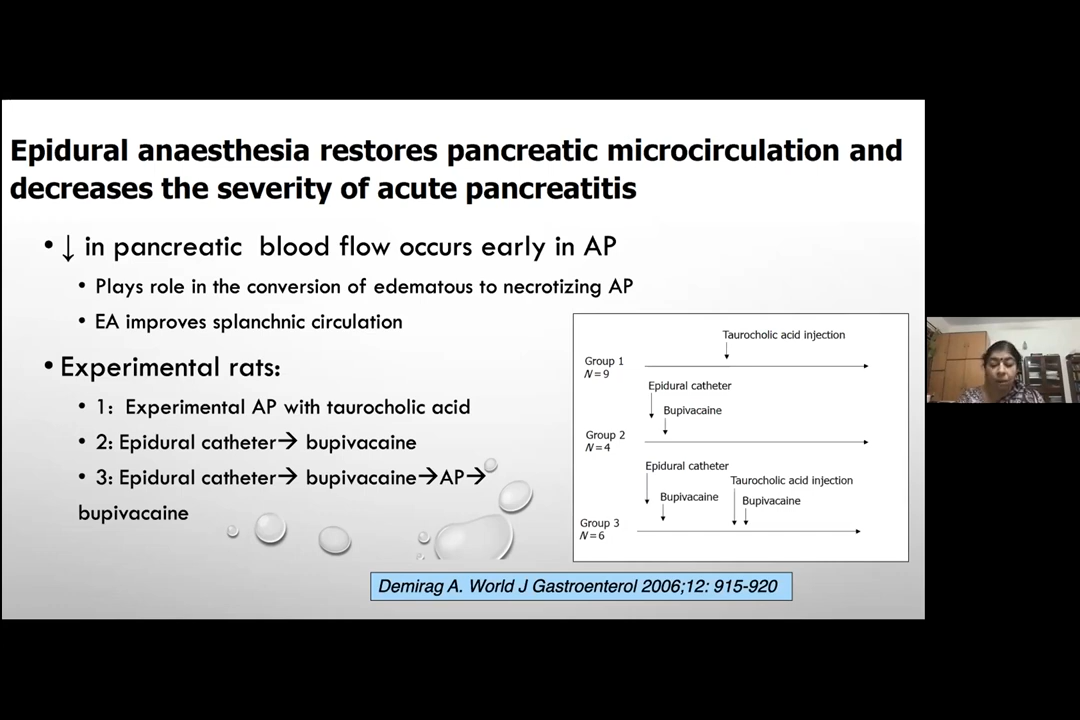 Epidural anaesthesia restores pancreatic microcirculation and
decreases the severity of acute pancreatitis
• ↓ in pancreatic blood flow occurs early in AP
• Plays role in the conversion of edematous to necrotizing AP
• EA improves splanchnic circulation
• Experimental rats:
• 1: Experimental AP with taurocholic acid
• 2: Epidural catheter→ bupivacaine
• 3: Epidural catheter→ bupivacaine→AP→
bupivacaine
Taurocholic acid injection
Group 1
N=9
Epidural catheter
Bupivacaine
Group 2
N=4
Epidural catheter
Taurocholic acid injection
Bupivacaine
Bupivacaine
Group 3
N=6
Demirag A. World J Gastroenterol 2006;12: 915-920